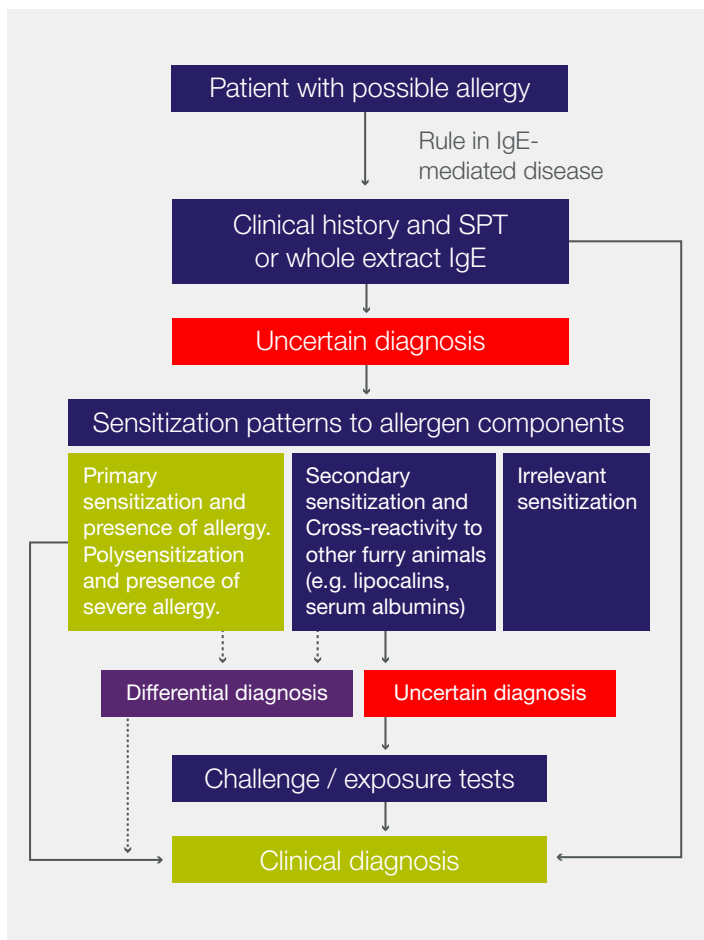 Patient with possible allergy
Rule in IgE-
mediated disease
Clinical history and SPT
or whole extract IgE
Uncertain diagnosis
Sensitization patterns to allergen components
Primary
sensitization and
presence of allergy.
Polysensitization
and presence of
severe allergy.
Secondary
sensitization and
Cross-reactivity to
other furry animals
(e.g. lipocalins,
serum albumins)
Irrelevant
sensitization
Differential diagnosis
Uncertain diagnosis
Challenge / exposure tests
Clinical diagnosis